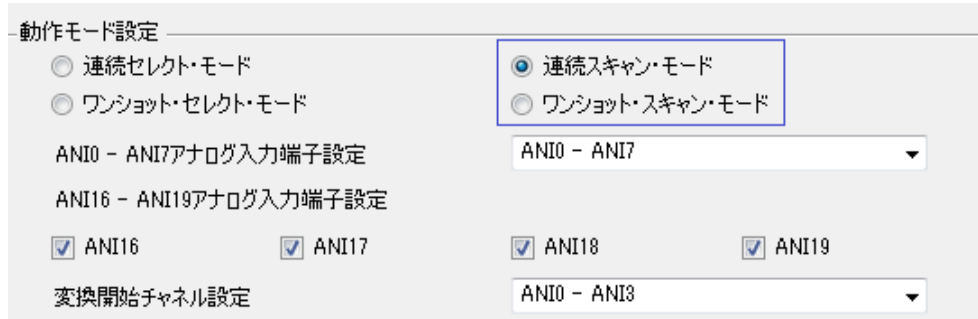 動作モード設定
連続セレクト・モード 連続スキャン・モード
ワンショット・セレクト・モード ワンショット・スキャン・モード
ANI0 - ANI7アナログ入力端子設定 ANI0 - ANI7
ANI16 - ANI19アナログ入力端子設定
ANI16 ANI17 ANI18 ANI19
変換開始チャネル設定 ANI0 - ANI3